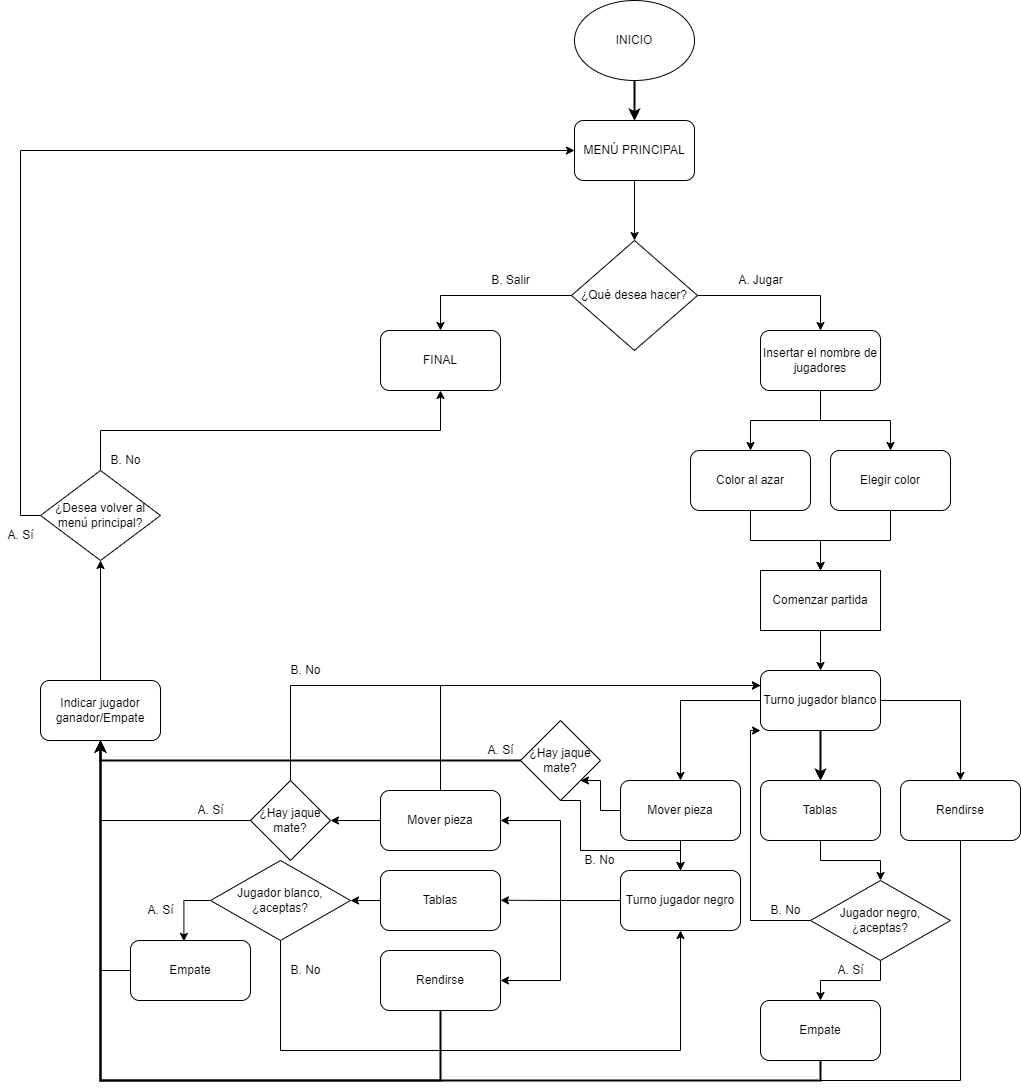 INICIO
MENÚ PRINCIPAL
B. Salir
A. Jugar
¿Qué desea hacer?
FINAL
Insertar el nombre de
jugadores
B. No
Color al azar
Elegir color
¿Desea volver al
menú principal?
A. Sí
Comenzar partida
B. No
Indicar jugador
ganador/Empate
Turno jugador blanco
A. Sí
¿Hay jaque
mate?
A. Sí
¿Hay jaque
mate?
Mover pieza
Mover pieza
Tablas
Rendirse
B. No
Jugador blanco,
¿aceptas?
Tablas
Turno jugador negro
A. Sí
B. No
Jugador negro,
¿aceptas?
Empate
B. No
Rendirse
A. Sí
Empate